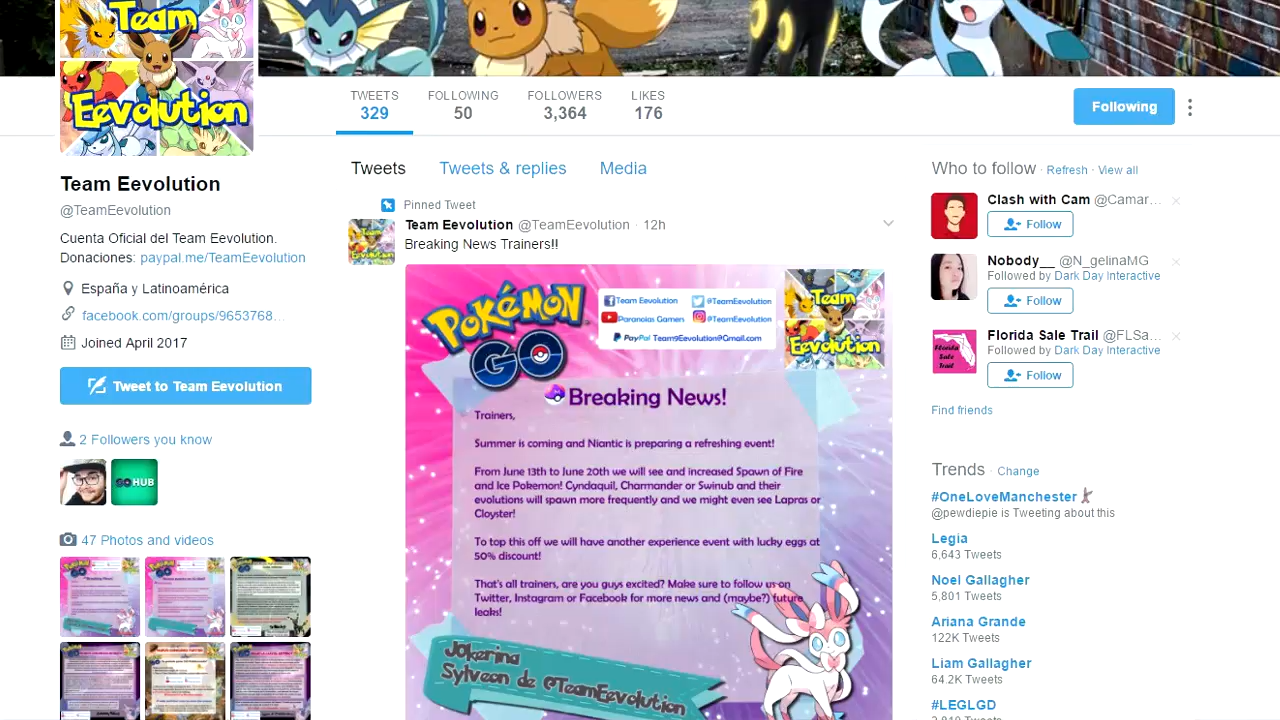 Team
Eevolution
TWEETS
329
FOLLOWING
50
FOLLOWERS
3,364
LIKES
176
Following
Team Eevolution
@TeamEevolution
Cuenta Oficial del Team Eevolution.
Donaciones: paypal.me/TeamEevolution
España y Latinoamérica
facebook.com/groups/9653768…
Joined April 2017
Tweet to Team Eevolution
2 Followers you know
GO HUB
47 Photos and videos
Tweets
Tweets & replies
Media
Pinned Tweet
Team Eevolution @TeamEevolution · 12h
Breaking News Trainers!!
POKéMON
GO
Team Eevolution
@TeamEevolution
Paranoias Gamers
@TeamEevolution
PayPal Team9Eevolution@Gmail.com
Team
Eevolution
Breaking News!
Trainers,
Summer is coming and Niantic is preparing a refreshing event!
From June 13th to June 20th we will see and increased Spawn of Fire
and Ice Pokemon! Cyndaquil, Charmander or Swinub and their
evolutions will spawn more frequently and we might even see Lapras or
Cloyster!
To top this off we will have another experience event with lucky eggs at
50% discount!
That's all trainers, are you guys excited? Make sure to follow us on
Twitter, Instagram or Facebook for more news and (maybe?) future
leaks!
Jokerina
Sylveon de @TeamEevolution
Who to follow · Refresh · View all
Clash with Cam @Camar…
Follow
Nobody__ @N_gelinaMG
Followed by Dark Day Interactive
Follow
Florida Sale Trail @FLSa…
Followed by Dark Day Interactive
Florida
Sale
Trail
Follow
Find friends
Trends · Change
#OneLoveManchester
@pewdiepie is Tweeting about this
Legia
6,643 Tweets
Noel Gallagher
5,801 Tweets
Ariana Grande
122K Tweets
Liam Gallagher
64.2K Tweets
#LEGLGD